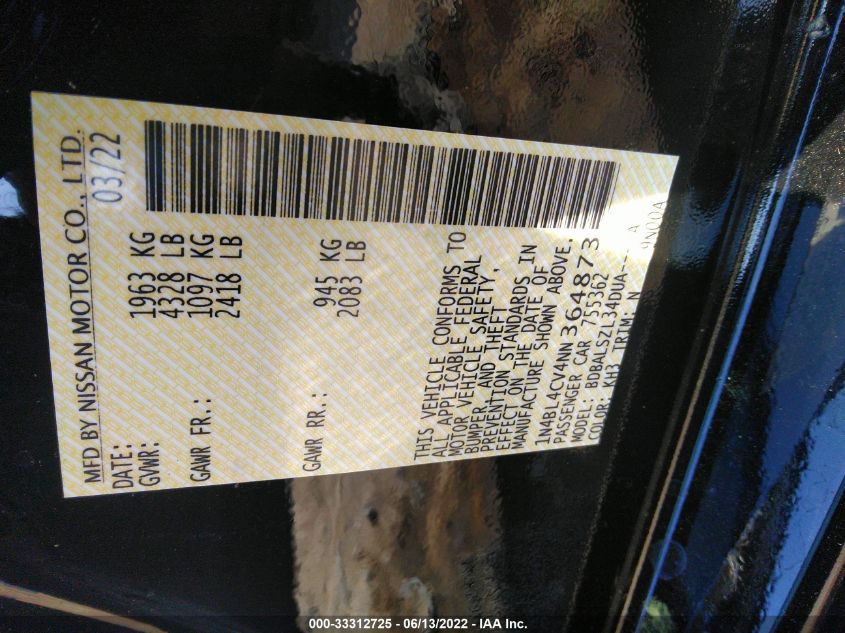 MFD BY NISSAN MOTOR CO., LTD.
DATE: 03/22
GVWR: 1963 KG
4328 LB
GAWR FR.: 1097 KG
2418 LB
GAWR RR.: 945 KG
2083 LB
THIS VEHICLE CONFORMS TO
ALL APPLICABLE FEDERAL
MOTOR VEHICLE SAFETY,
BUMPER, AND THEFT
PREVENTION STANDARDS IN
EFFECT ON THE DATE OF
MANUFACTURE SHOWN ABOVE.
1N4BL4CV4NN364873
PASSENGER CAR 755362
MODEL: BDBALSZL34DUA---A
COLOR: KH3 TRIM: N 9N00A
000-33312725 - 06/13/2022 - IAA Inc.